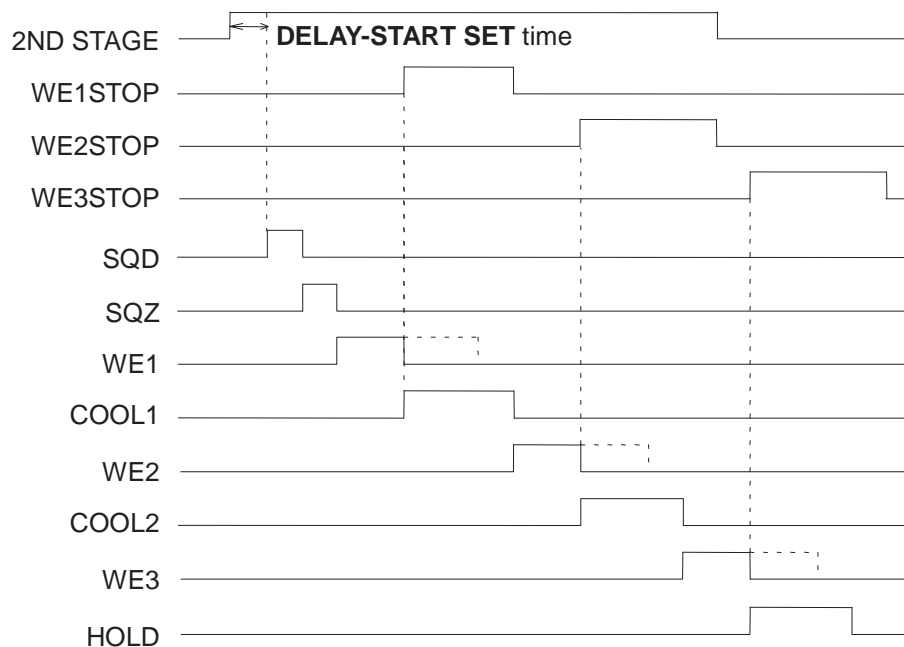 2ND STAGE
DELAY-START SET time
WE1STOP
WE2STOP
WE3STOP
SQD
SQZ
WE1
COOL1
WE2
COOL2
WE3
HOLD